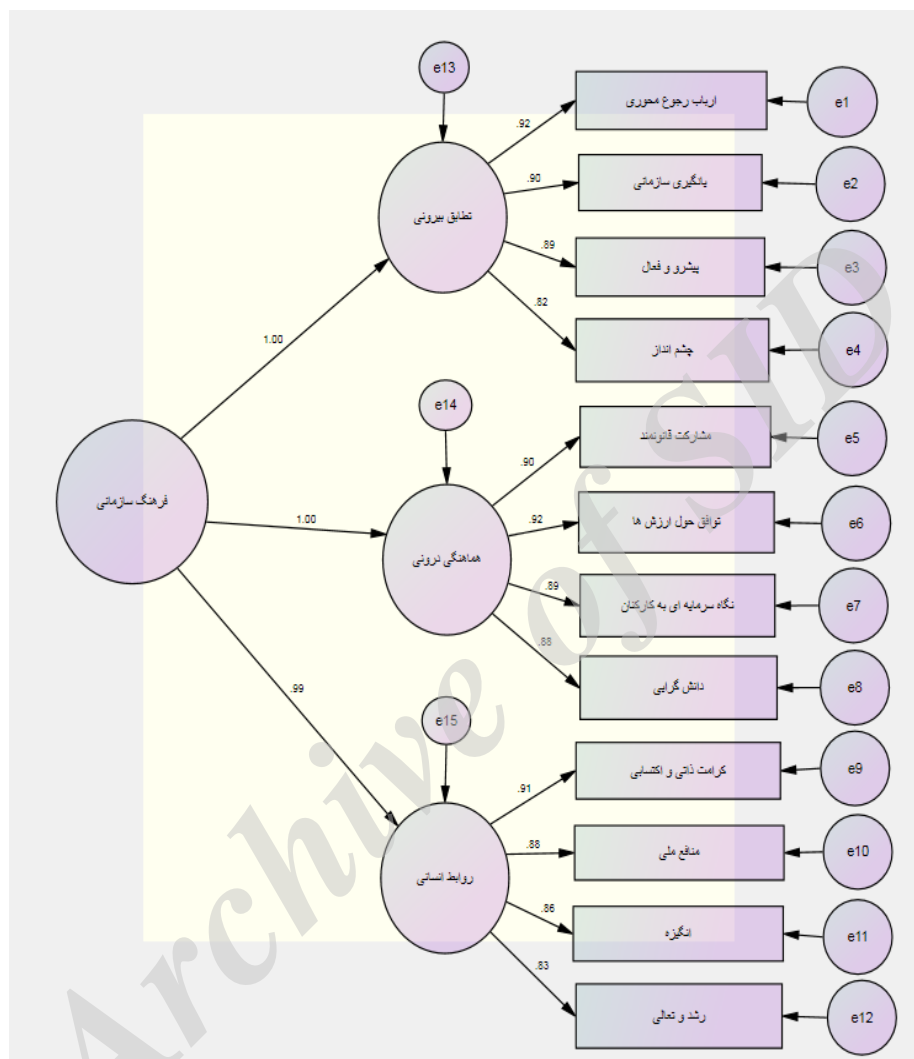 e13
ارباب رجوع محوری
e1
.92
یادگیری سازمانی
e2
.90
تطابق بیرونی
پیشرو و فعال
e3
.89
چشم انداز
e4
.82
1.00
e14
مشارکت قانونمند
e5
.90
فرهنگ سازمانی
توافق حول ارزش ها
e6
.92
1.00
هماهنگی درونی
نگاه سرمایه ای به کارکنان
e7
.89
دانش گرایی
e8
.88
.99
e15
کرامت ذاتی و اکتسابی
e9
.91
منافع ملی
e10
.88
روابط انسانی
انگیزه
e11
.86
رشد و تعالی
e12
.83
Archive of SID